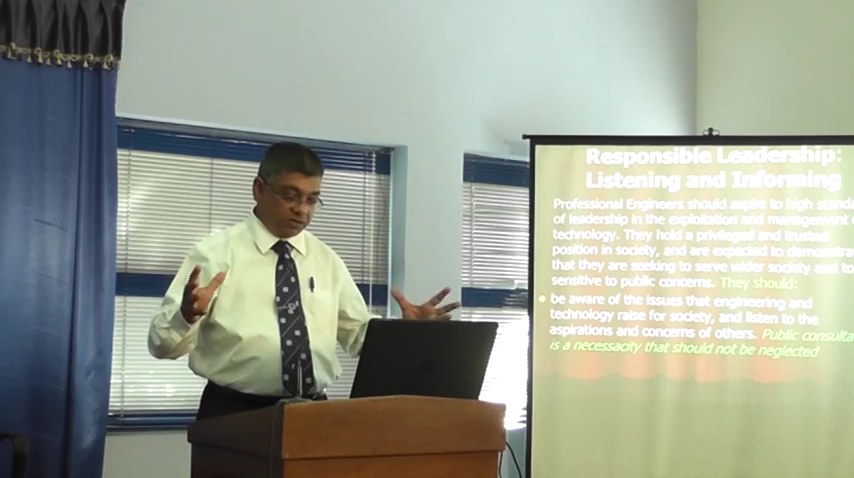 Responsible Leadership:
Listening and Informing
Professional Engineers should aspire to high standa
of leadership in the exploitation and management o
technology. They hold a privileged and trusted
position in society, and are expected to demonstra
that they are seeking to serve wider society and to
sensitive to public concerns. They should:
• be aware of the issues that engineering and
technology raise for society, and listen to the
aspirations and concerns of others. Public consulta
is a necessacity that should not be neglected